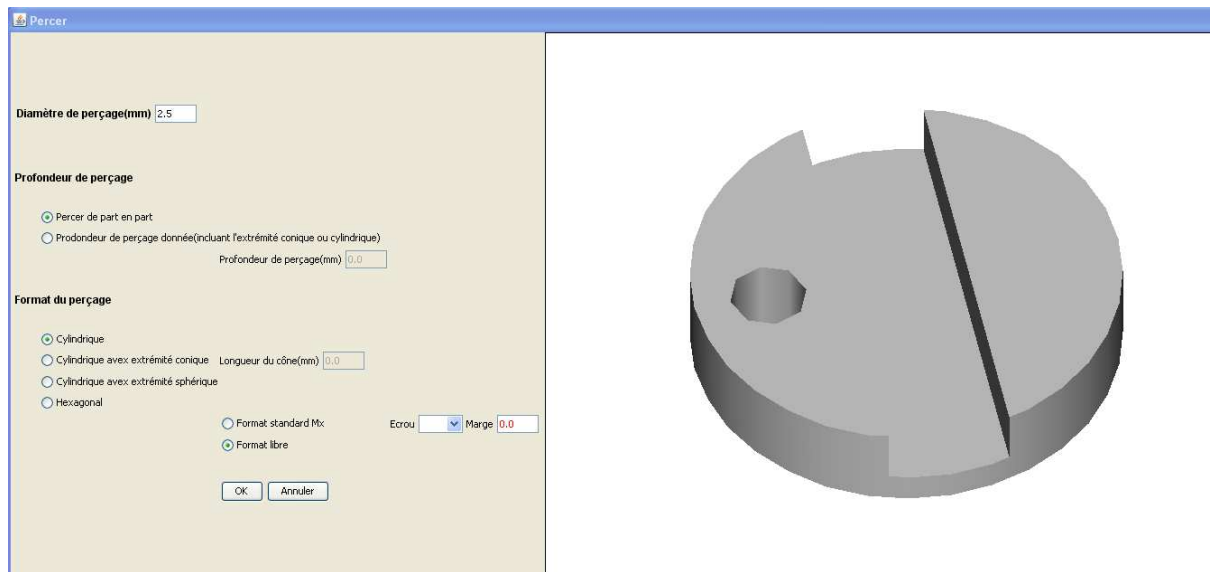 Percer
Diamètre de perçage(mm) 2.5
Profondeur de perçage
Percer de part en part
Prodondeur de perçage donnée(incluant l'extrémité conique ou cylindrique)
Profondeur de perçage(mm) 0.0
Format du perçage
Cylindrique
Cylindrique avex extrémité conique Longueur du cône(mm) 0.0
Cylindrique avex extrémité sphérique
Hexagonal
Format standard Mx Ecrou Marge 0.0
Format libre
OK Annuler